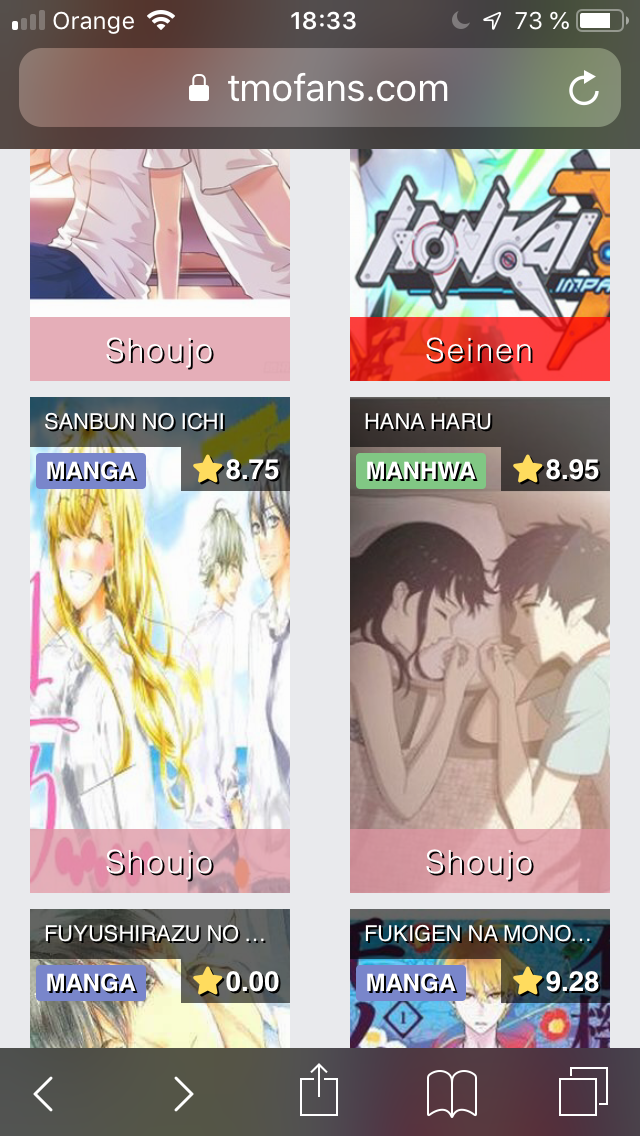 Orange 18:33 73 %
tmofans.com
HONKAI
IMPA
Shoujo
Seinen
SANBUN NO ICHI
MANGA 8.75
HANA HARU
MANHWA 8.95
Shoujo
Shoujo
FUYUSHIRAZU NO ...
MANGA 0.00
FUKIGEN NA MONO...
MANGA 9.28
1